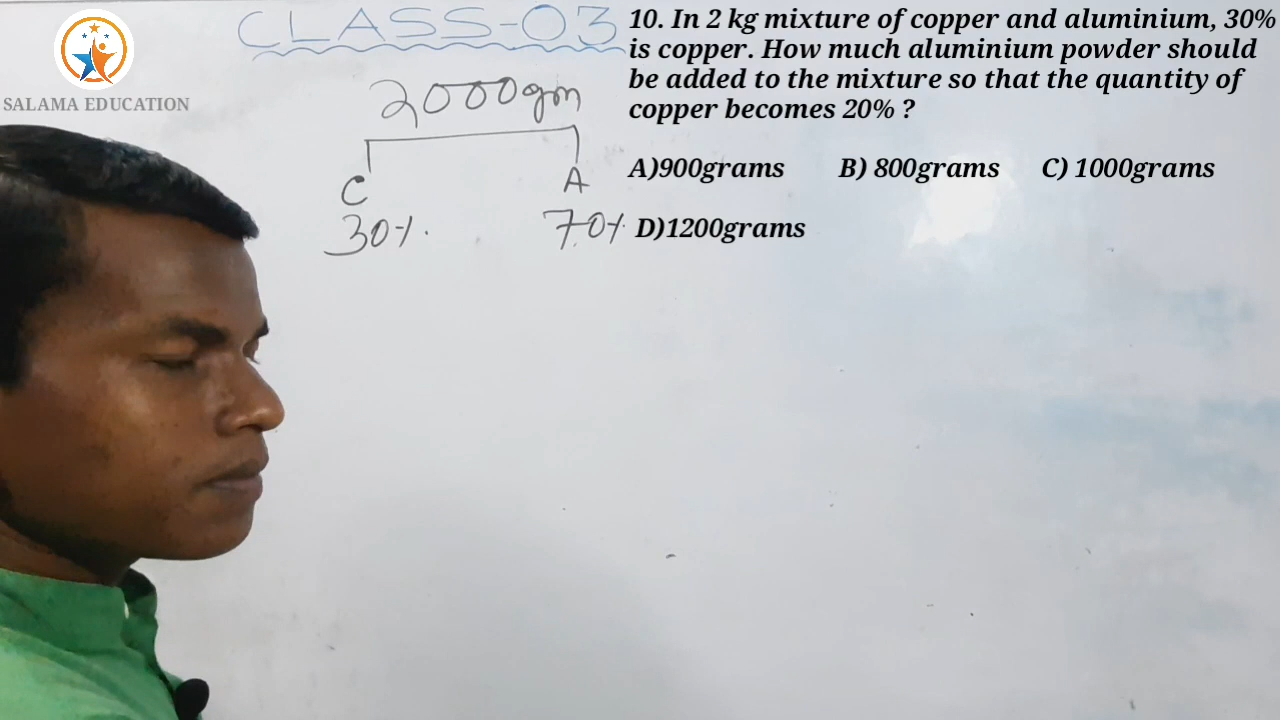 CLASS-03
SALAMA EDUCATION
10. In 2 kg mixture of copper and aluminium, 30%
is copper. How much aluminium powder should
be added to the mixture so that the quantity of
copper becomes 20% ?
A)900grams B) 800grams C) 1000grams
D)1200grams
2000gm
C A
30% 70%